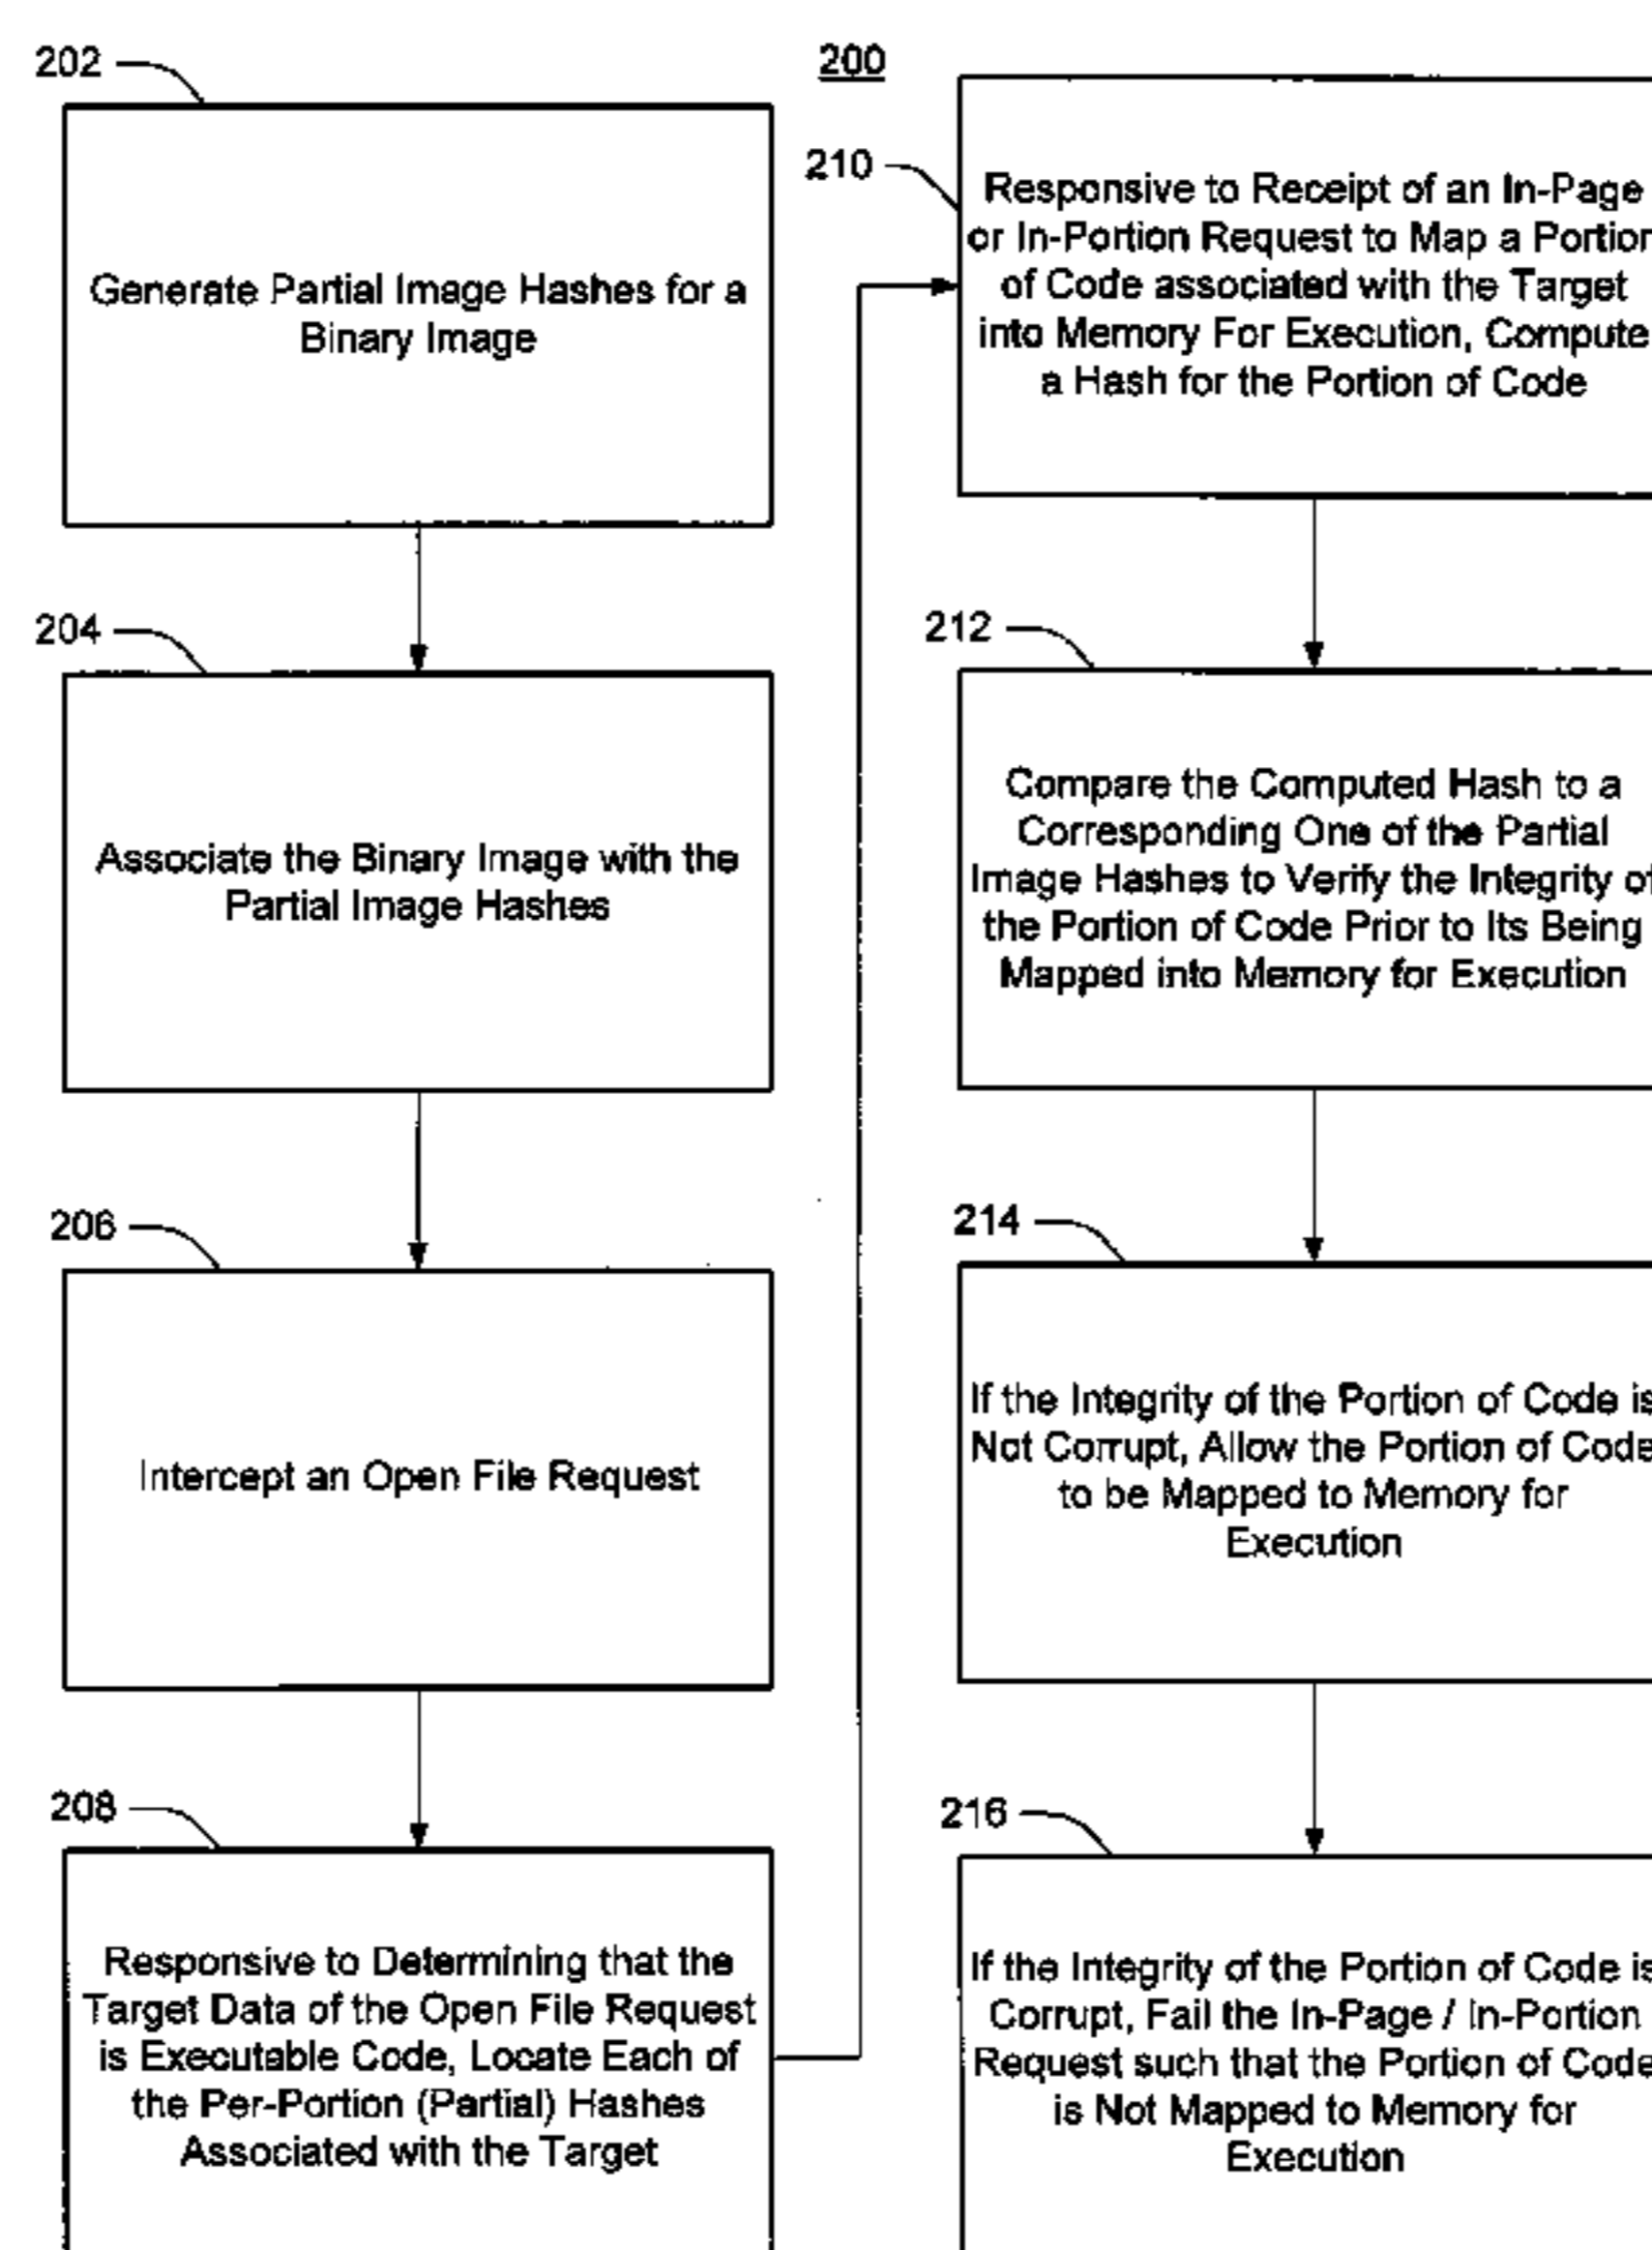 200
202
Generate Partial Image Hashes for a
Binary Image
204
Associate the Binary Image with the
Partial Image Hashes
206
Intercept an Open File Request
208
Responsive to Determining that the
Target Data of the Open File Request
is Executable Code, Locate Each of
the Per-Portion (Partial) Hashes
Associated with the Target
210
Responsive to Receipt of an In-Page
or In-Portion Request to Map a Portion
of Code associated with the Target
into Memory For Execution, Compute
a Hash for the Portion of Code
212
Compare the Computed Hash to a
Corresponding One of the Partial
Image Hashes to Verify the Integrity of
the Portion of Code Prior to Its Being
Mapped into Memory for Execution
214
If the Integrity of the Portion of Code is
Not Corrupt, Allow the Portion of Code
to be Mapped to Memory for
Execution
216
If the Integrity of the Portion of Code is
Corrupt, Fail the In-Page / In-Portion
Request such that the Portion of Code
is Not Mapped to Memory for
Execution